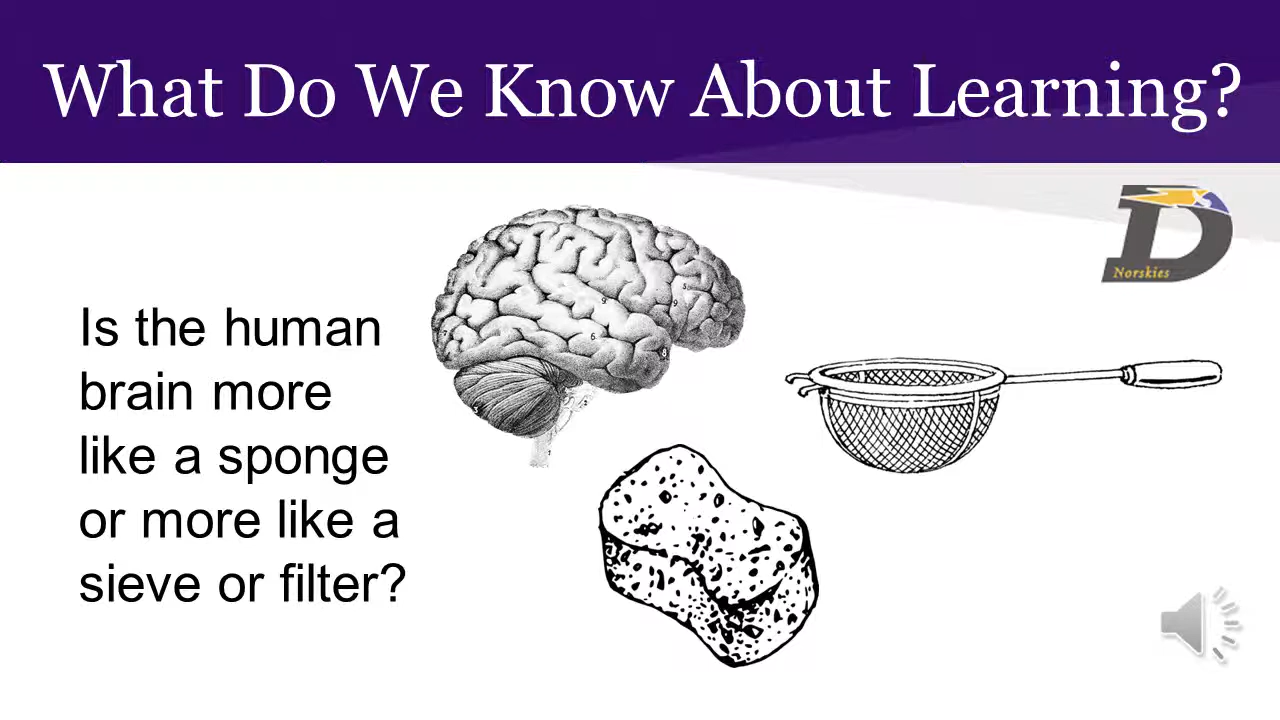 What Do We Know About Learning?
Norskies
Is the human
brain more
like a sponge
or more like a
sieve or filter?